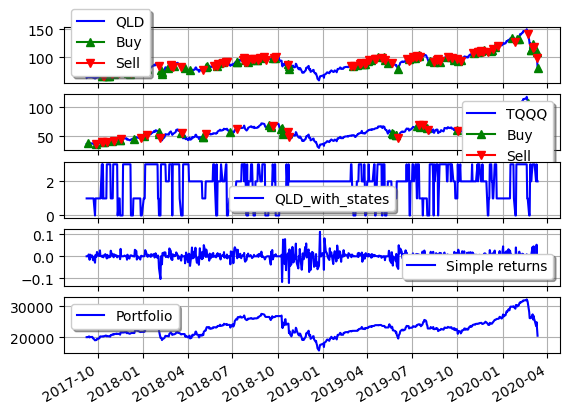 150
100
QLD
Buy
Sell
100
50
TQQQ
Buy
Sell
2
0
QLD_with_states
0.1
0.0
−0.1
Simple returns
30000
20000
Portfolio
2017-10 2018-01 2018-04 2018-07 2018-10 2019-01 2019-04 2019-07 2019-10 2020-01 2020-04